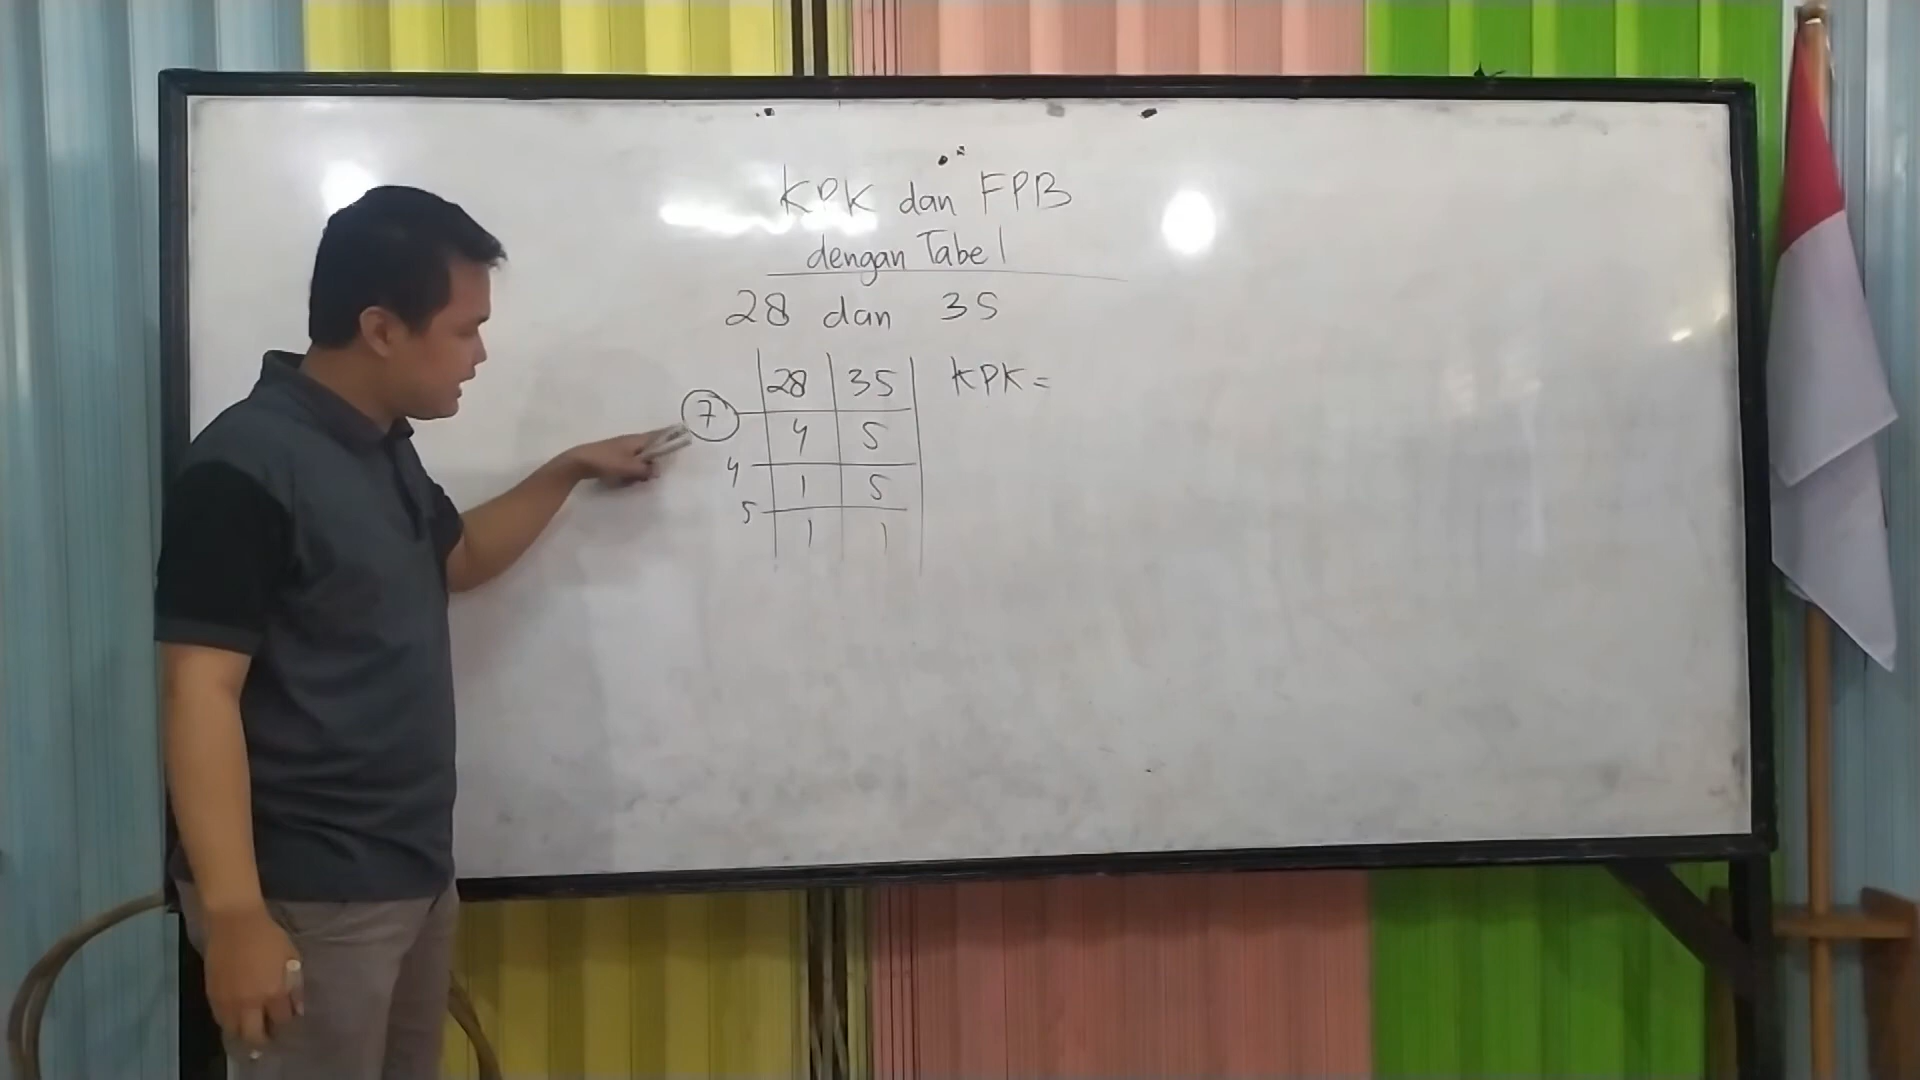 KPK dan FPB
dengan Tabel
28 dan 35
28 35 KPK =
7
4 5
4
1 5
5
1 1